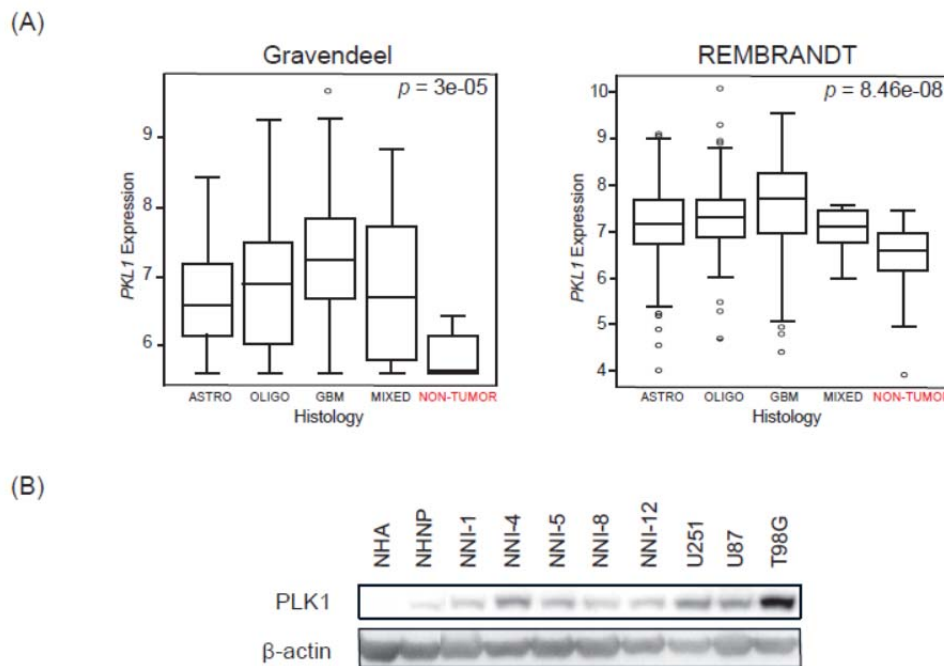 (A)
Gravendeel
REMBRANDT
p = 3e-05
p = 8.46e-08
PKL1 Expression
9
8
7
6
ASTRO OLIGO GBM MIXED NON-TUMOR
Histology
PKL1 Expression
10
9
8
7
6
5
4
ASTRO OLIGO GBM MIXED NON-TUMOR
Histology
(B)
NHA NHNP NNI-1 NNI-4 NNI-5 NNI-8 NNI-12 U251 U87 T98G
PLK1
β-actin